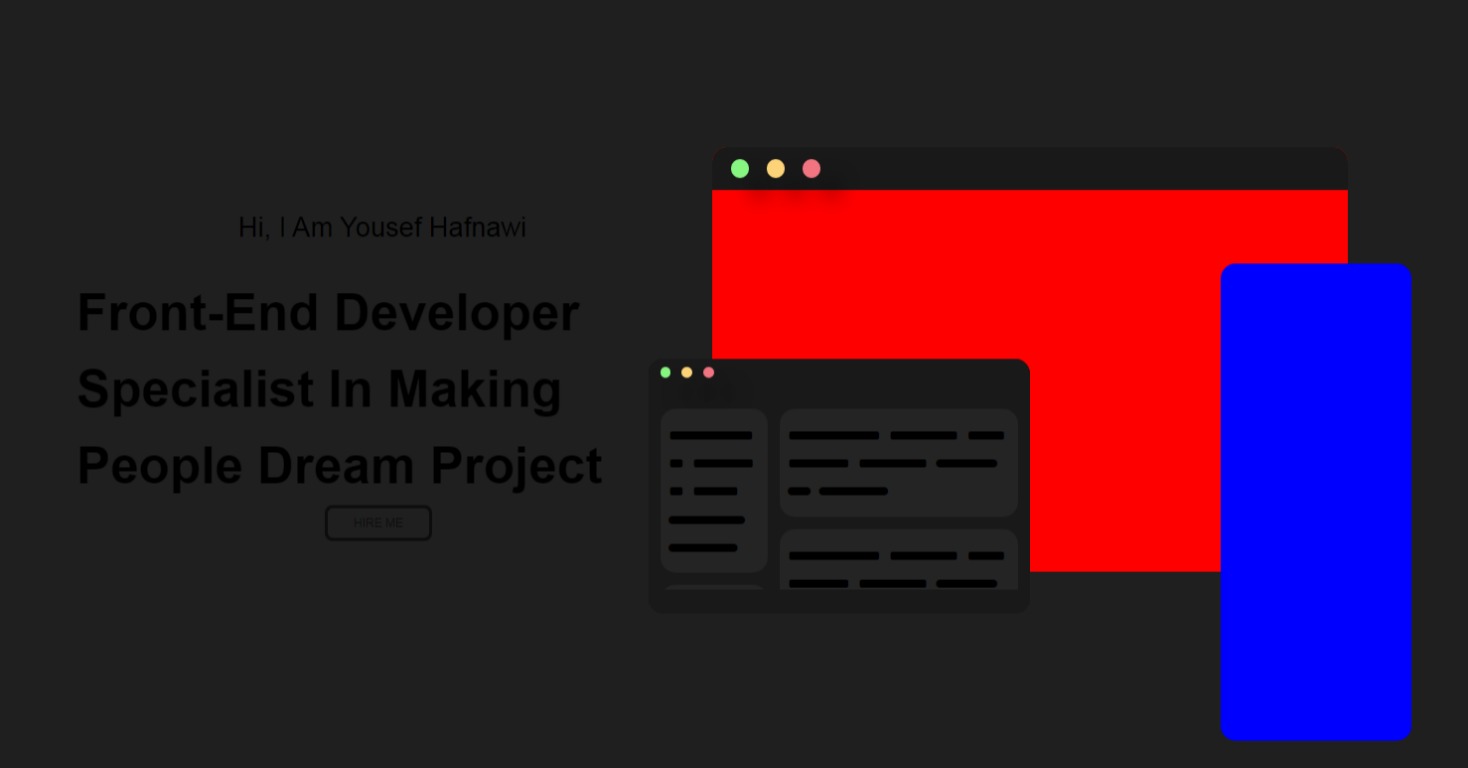 Hi, I Am Yousef Hafnawi
Front-End Developer
Specialist In Making
People Dream Project
HIRE ME